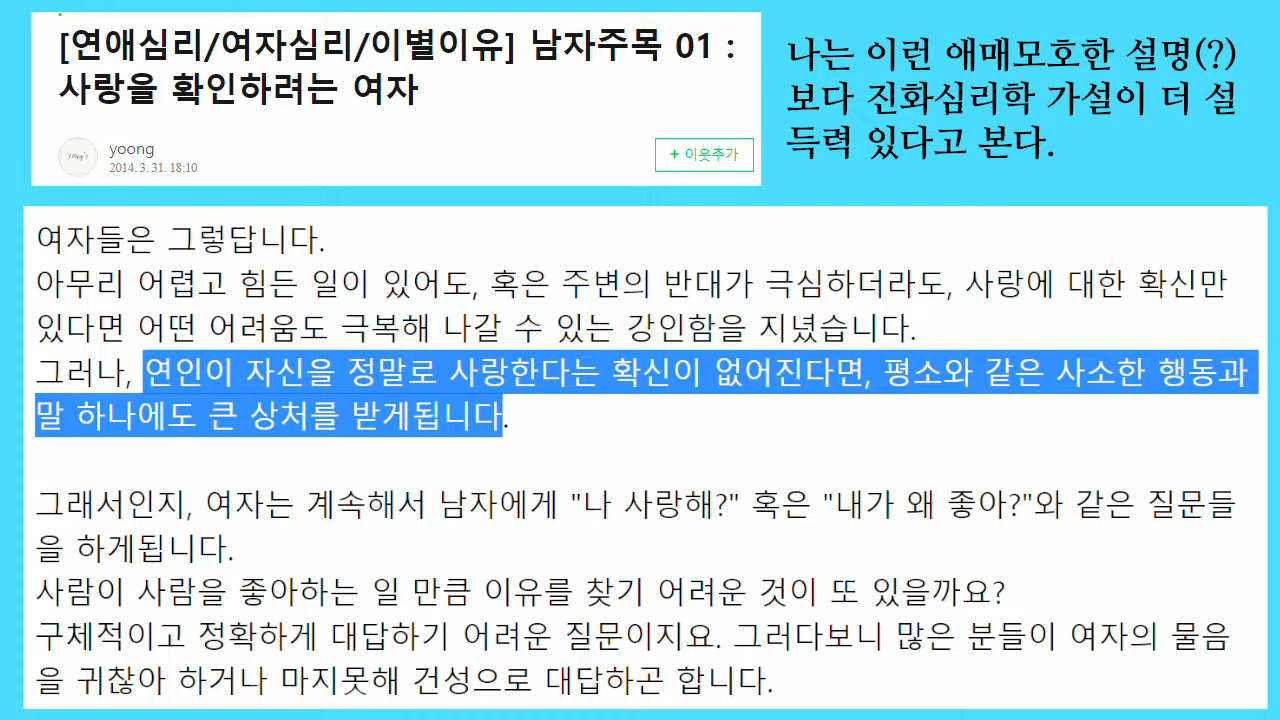 [연애심리/여자심리/이별이유] 남자주목 01 :
사랑을 확인하려는 여자
yoong's
yoong
2014. 3. 31. 18:10
+ 이웃추가
나는 이런 애매모호한 설명(?)
보다 진화심리학 가설이 더 설
득력 있다고 본다.
여자들은 그렇답니다.
아무리 어렵고 힘든 일이 있어도, 혹은 주변의 반대가 극심하더라도, 사랑에 대한 확신만
있다면 어떤 어려움도 극복해 나갈 수 있는 강인함을 지녔습니다.
그러나, 연인이 자신을 정말로 사랑한다는 확신이 없어진다면, 평소와 같은 사소한 행동과
말 하나에도 큰 상처를 받게됩니다.
그래서인지, 여자는 계속해서 남자에게 "나 사랑해?" 혹은 "내가 왜 좋아?"와 같은 질문들
을 하게됩니다.
사람이 사람을 좋아하는 일 만큼 이유를 찾기 어려운 것이 또 있을까요?
구체적이고 정확하게 대답하기 어려운 질문이지요. 그러다보니 많은 분들이 여자의 물음
을 귀찮아 하거나 마지못해 건성으로 대답하곤 합니다.